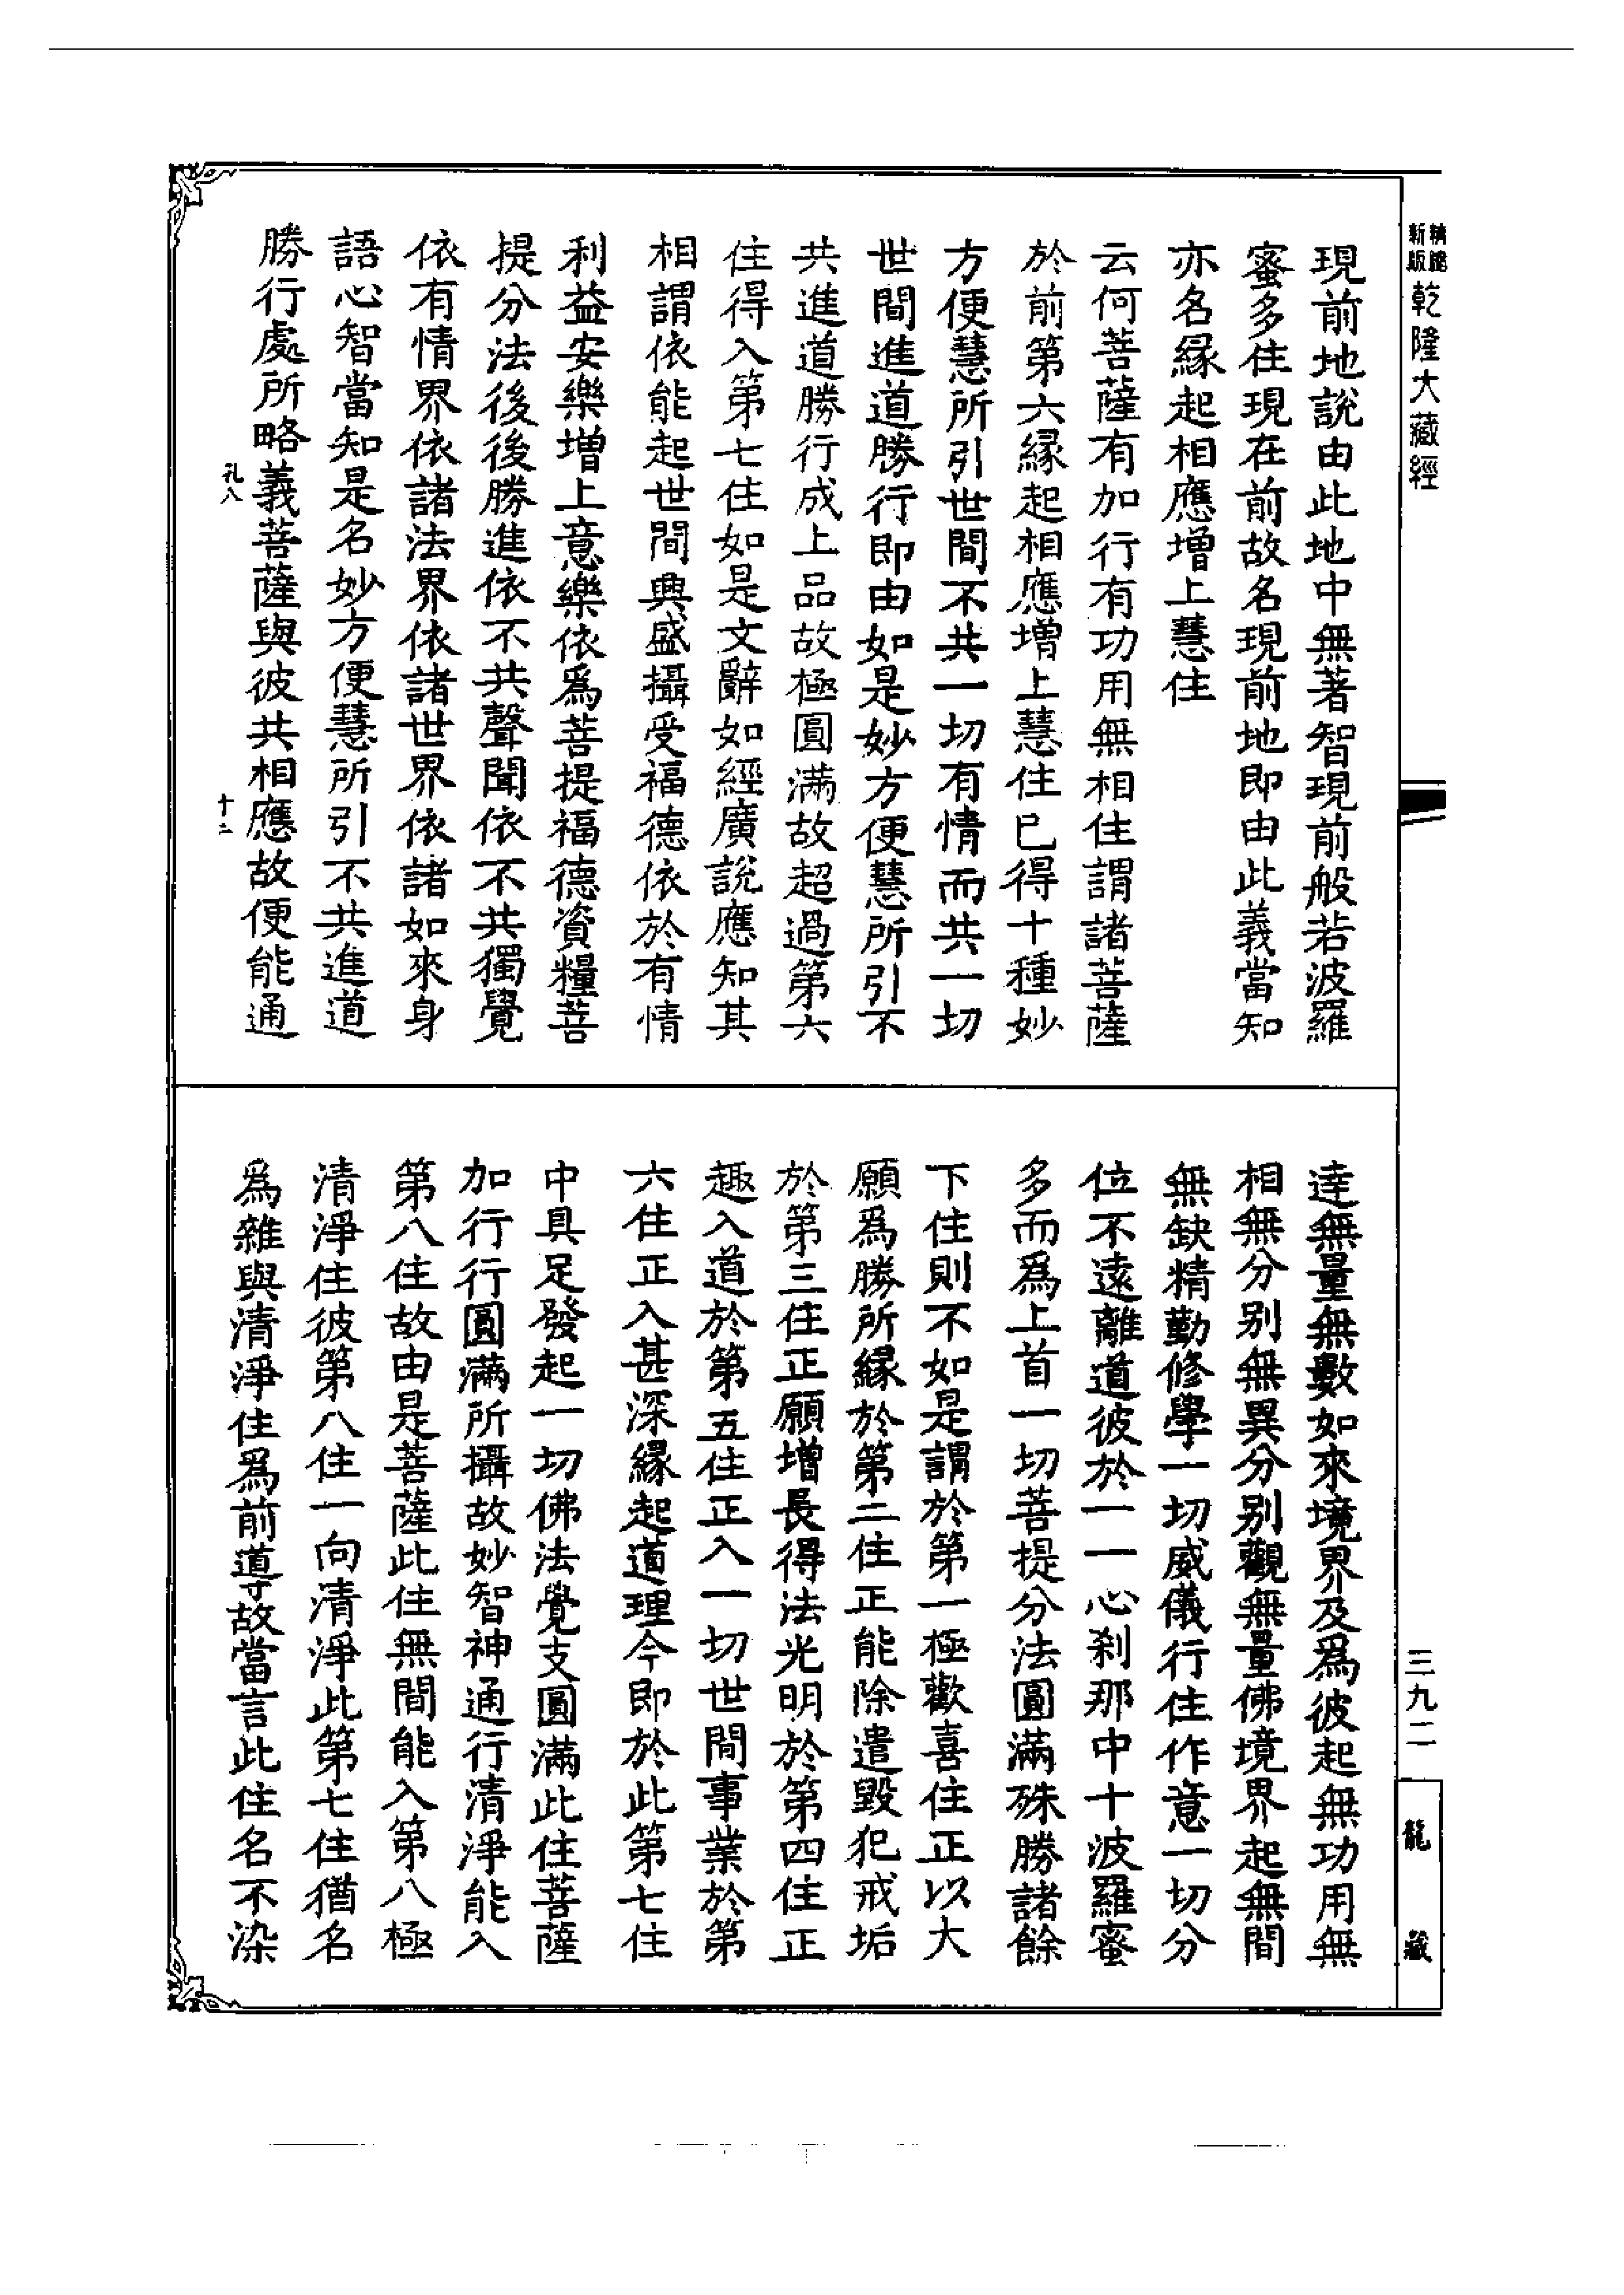 精緻
新版
乾隆大藏經
現前地說由此地中無著智現前般若波羅
蜜多住現在前故名現前地即由此義當知
亦名緣起相應增上慧住
云何菩薩有加行有功用無相住謂諸菩薩
於前第六緣起相應增上慧住已得十種妙
方便慧所引世間不共一切有情而共一切
世間進道勝行即由如是妙方便慧所引不
共進道勝行成上品故極圓滿故超過第六
住得入第七住如是文辭如經廣說應知其
相謂依能起世間興盛攝受福德依於有情
利益安樂增上意樂依為菩提福德資糧菩
提分法後後勝進依不共聲聞依不共獨覺
依有情界依諸法界依諸世界依諸如來身
語心智當知是名妙方便慧所引不共進道
勝行處所略義菩薩與彼共相應故便能通
孔八
十二
達無量無數如來境界及為彼起無功用無
相無分別無異分別觀無量佛境界起無間
無缺精勤修學一切威儀行住作意一切分
位不遠離道彼於一一心剎那中十波羅蜜
多而為上首一切菩提分法圓滿殊勝諸餘
下住則不如是謂於第一極歡喜住正以大
願為勝所緣於第二住正能除遣毀犯戒垢
於第三住正願增長得法光明於第四住正
趣入道於第五住正入一切世間事業於第
六住正入甚深緣起道理今即於此第七住
中具足發起一切佛法覺支圓滿此住菩薩
加行行圓滿所攝故妙智神通行清淨能入
第八住故由是菩薩此住無間能入第八極
清淨住彼第八住一向清淨此第七住猶名
為雜與清淨住為前導故當言此住名不染
三九二
龍藏